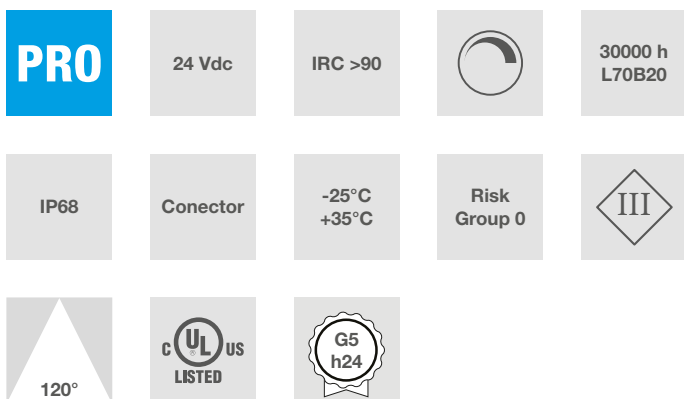 PRO
24 Vdc
IRC >90
30000 h
L70B20
IP68
Conector
-25°C
+35°C
Risk
Group 0
III
120°
C UL US
®
LISTED
G5
h24